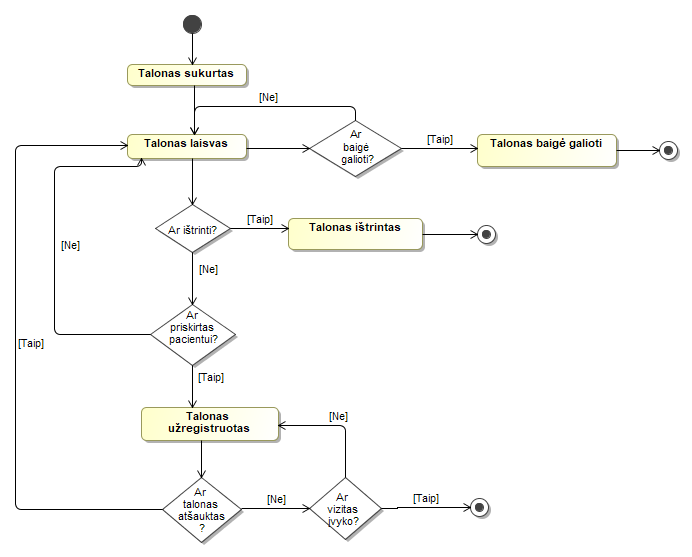 Talonas sukurtas
[Ne]
Talonas laisvas
Ar
baigė
galioti?
[Taip]
Talonas baigė galioti
Ar ištrinti?
[Taip]
Talonas ištrintas
[Ne]
[Ne]
Ar
priskirtas
pacientui?
[Taip]
[Taip]
Talonas
užregistruotas
[Ne]
Ar
talonas
atšauktas
?
[Ne]
Ar
vizitas
įvyko?
[Taip]